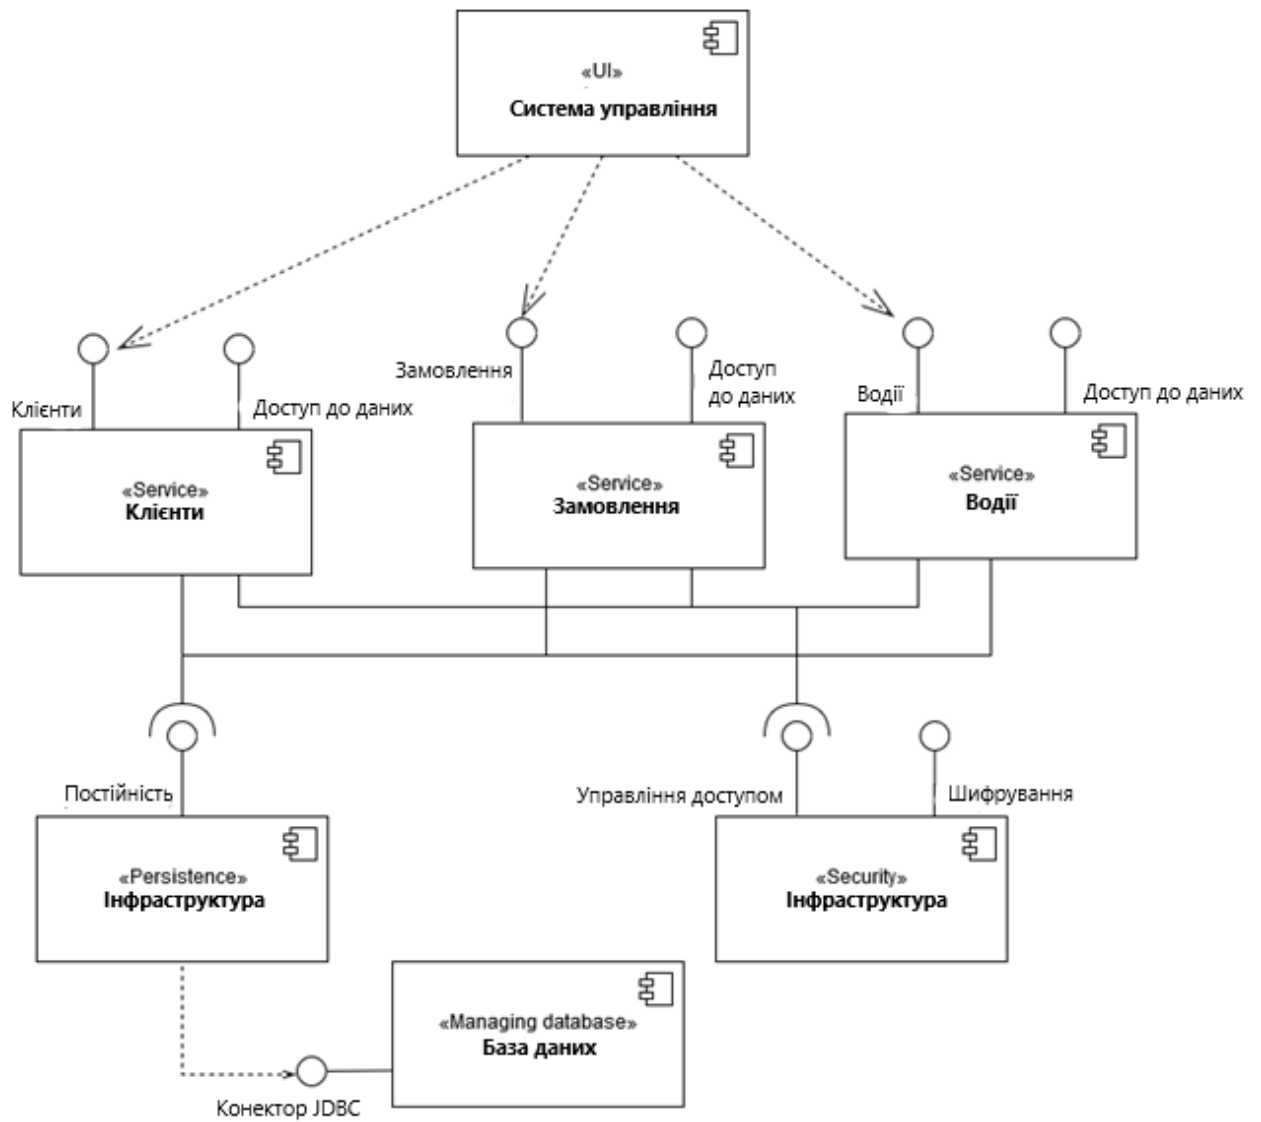 «UI»
Система управління
Замовлення
Доступ
до даних
Водії
Доступ до даних
Клієнти
Доступ до даних
«Service»
Клієнти
«Service»
Замовлення
«Service»
Водії
Постійність
Управління доступом
Шифрування
«Persistence»
Інфраструктура
«Security»
Інфраструктура
«Managing database»
База даних
Конектор JDBC